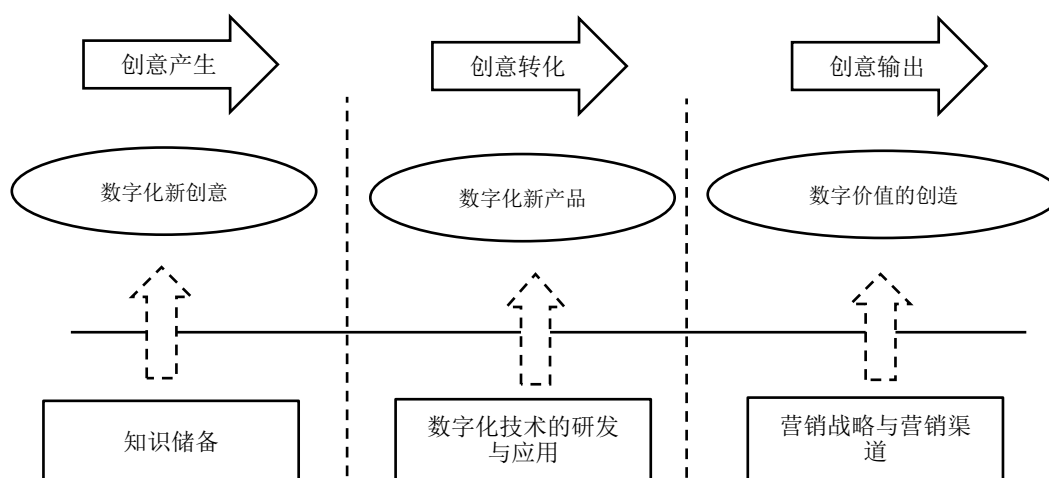 创意产生
创意转化
创意输出
数字化新创意
数字化新产品
数字价值的创造
知识储备
数字化技术的研发
与应用
营销战略与营销渠
道